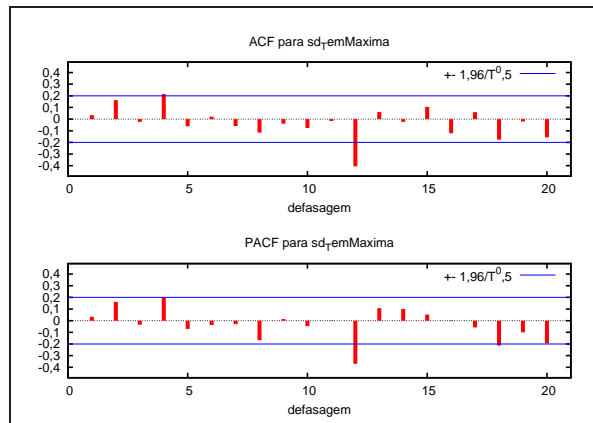 ACF para sd_TemMaxima
+- 1,96/T^0,5
0,4
0,3
0,2
0,1
0
-0,1
-0,2
-0,3
-0,4
0 5 10 15 20
defasagem
PACF para sd_TemMaxima
+- 1,96/T^0,5
0,4
0,3
0,2
0,1
0
-0,1
-0,2
-0,3
-0,4
0 5 10 15 20
defasagem